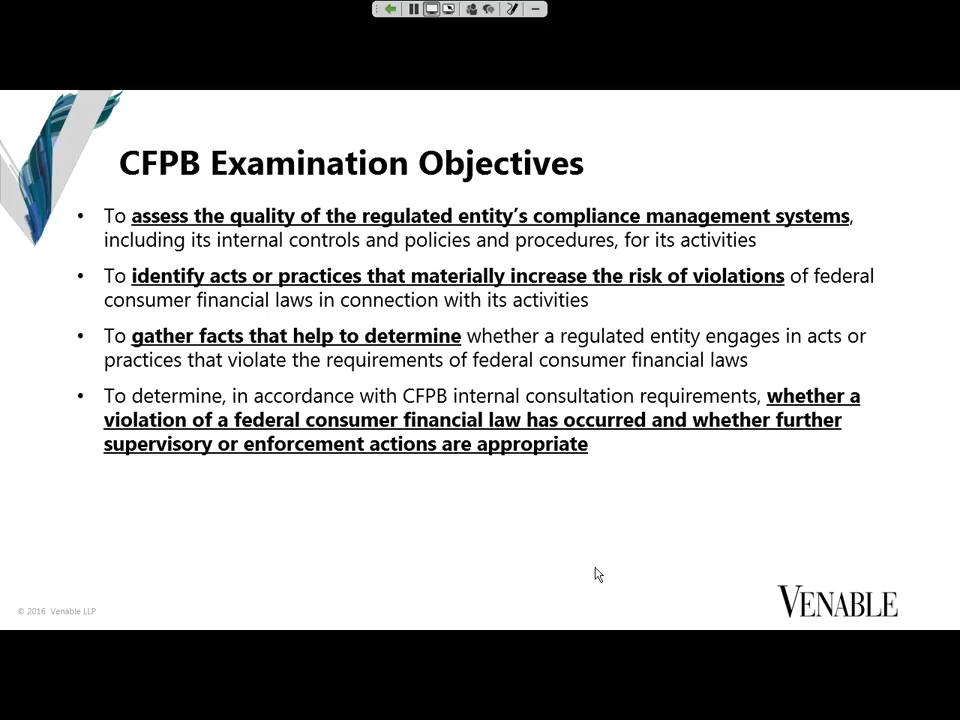 CFPB Examination Objectives
• To assess the quality of the regulated entity’s compliance management systems,
including its internal controls and policies and procedures, for its activities
• To identify acts or practices that materially increase the risk of violations of federal
consumer financial laws in connection with its activities
• To gather facts that help to determine whether a regulated entity engages in acts or
practices that violate the requirements of federal consumer financial laws
• To determine, in accordance with CFPB internal consultation requirements, whether a
violation of a federal consumer financial law has occurred and whether further
supervisory or enforcement actions are appropriate
© 2016 Venable LLP
VENABLE